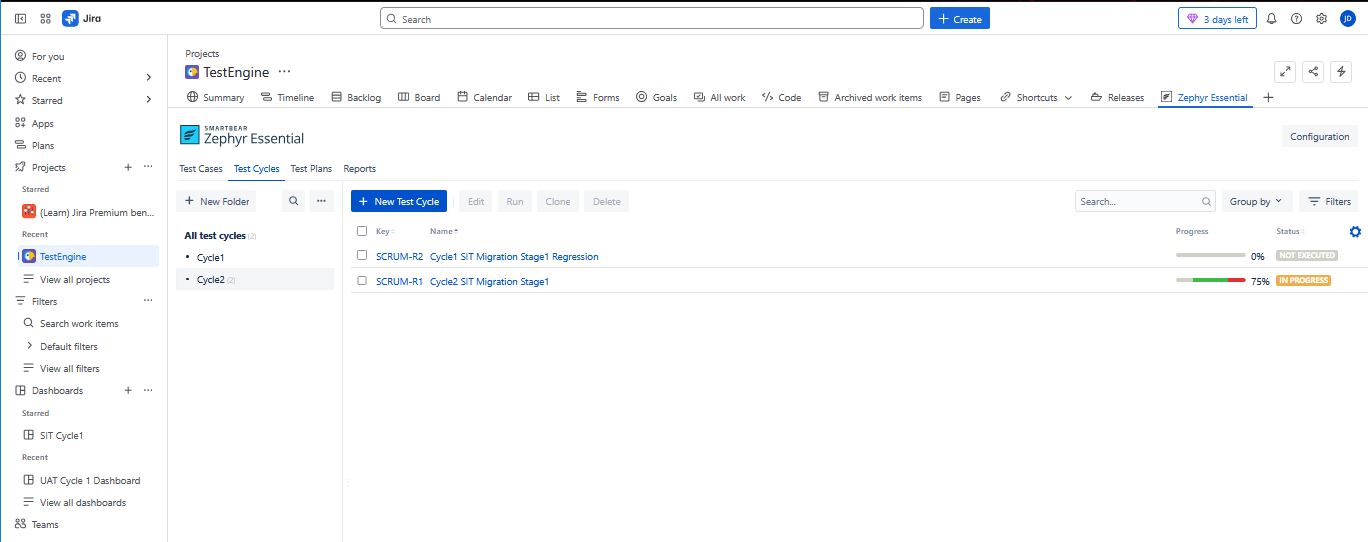 Jira
Search
+ Create
3 days left
JD
For you
Recent
Starred
Apps
Plans
Projects
Starred
(Learn) Jira Premium ben...
Recent
TestEngine
View all projects
Filters
Search work items
Default filters
View all filters
Dashboards
Starred
SIT Cycle1
Recent
UAT Cycle 1 Dashboard
View all dashboards
Teams
Projects
TestEngine
Summary Timeline Backlog Board Calendar List Forms Goals All work Code Archived work items Pages Shortcuts Releases Zephyr Essential
SMARTBEAR
Zephyr Essential
Configuration
Test Cases Test Cycles Test Plans Reports
+ New Folder
All test cycles (2)
Cycle1
Cycle2 (2)
+ New Test Cycle Edit Run Clone Delete Search... Group by Filters
Key Name Progress Status
SCRUM-R2 Cycle1 SIT Migration Stage1 Regression 0% NOT EXECUTED
SCRUM-R1 Cycle2 SIT Migration Stage1 75% IN PROGRESS